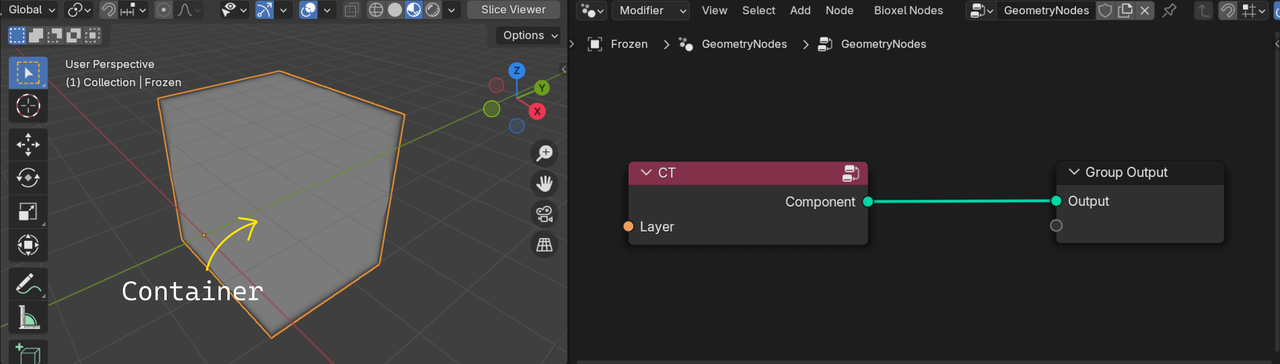 Global
Slice Viewer
Modifier
View
Select
Add
Node
Bioxel Nodes
GeometryNodes
Options
Frozen
GeometryNodes
GeometryNodes
User Perspective
(1) Collection | Frozen
Z
Y
X
CT
Component
Layer
Group Output
Output
Container